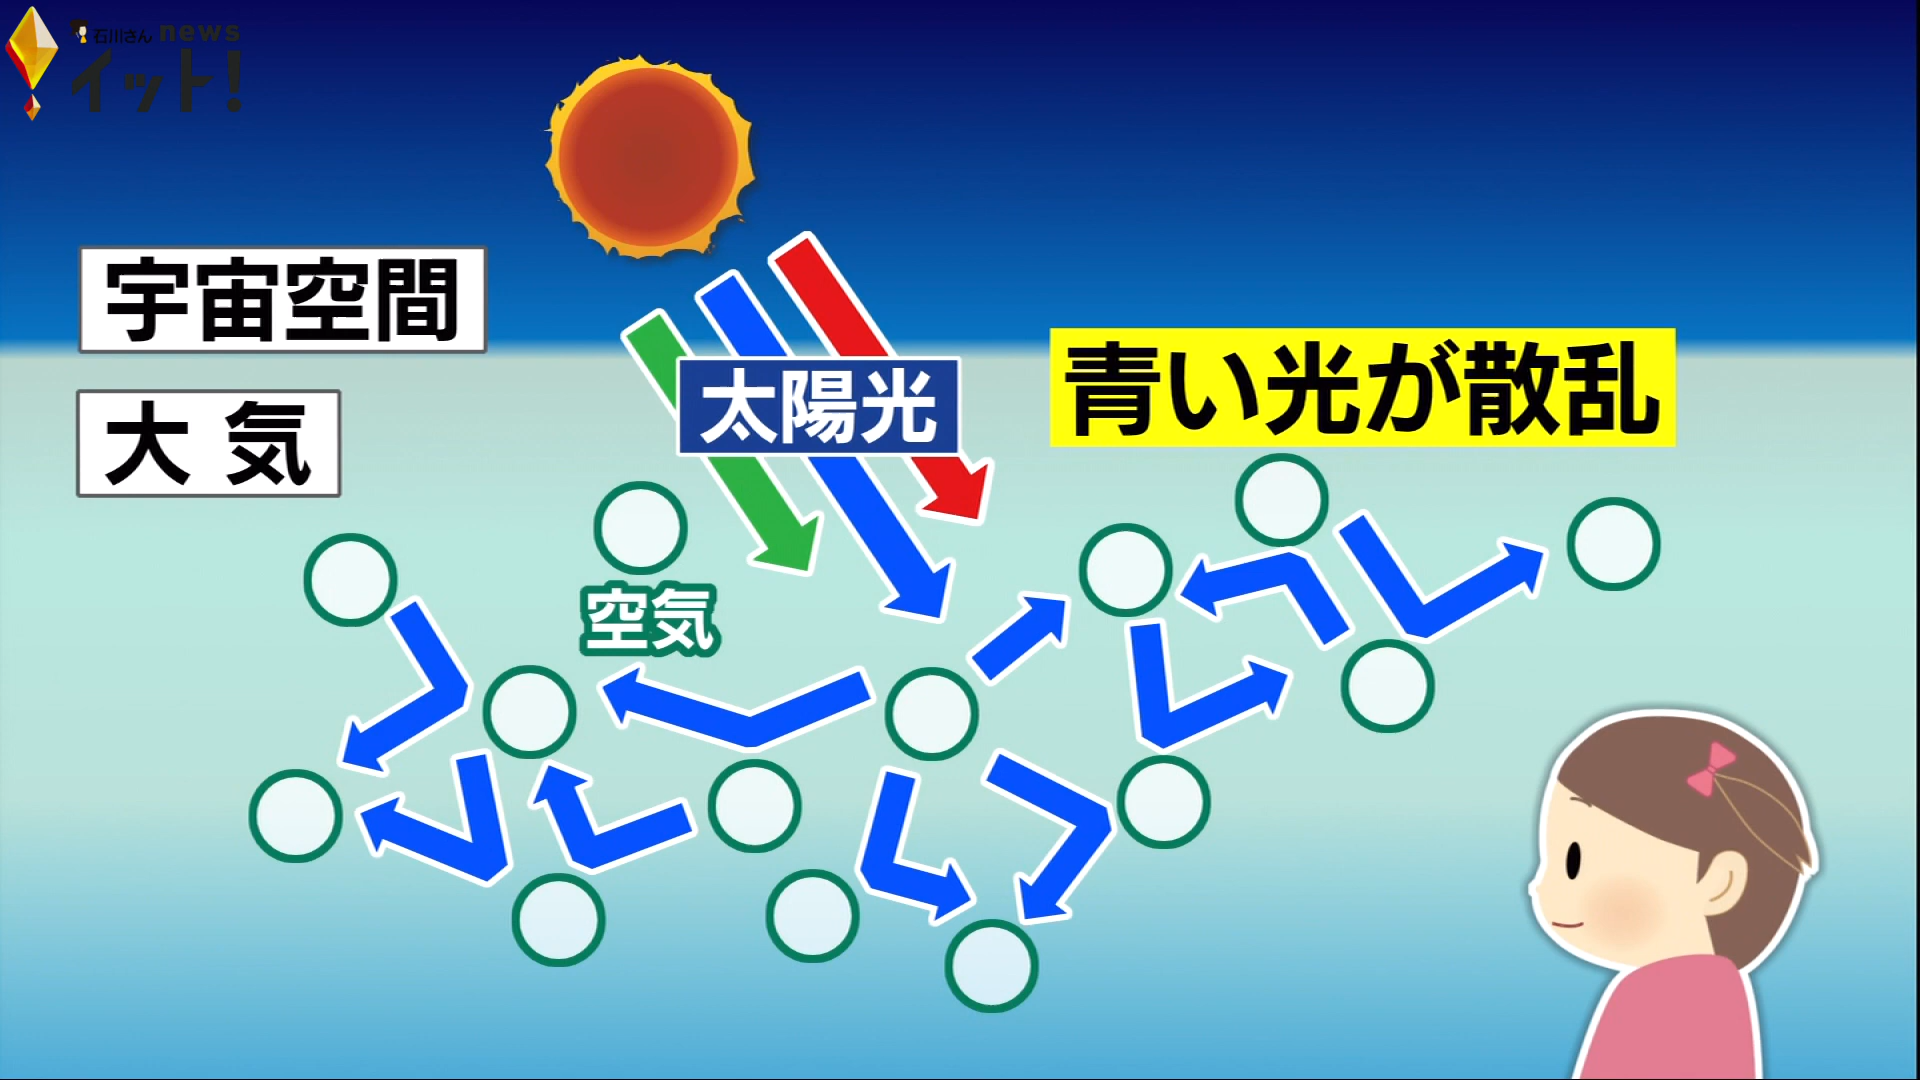 石川さん news
イット!
宇宙空間
大気
太陽光
青い光が散乱
空気